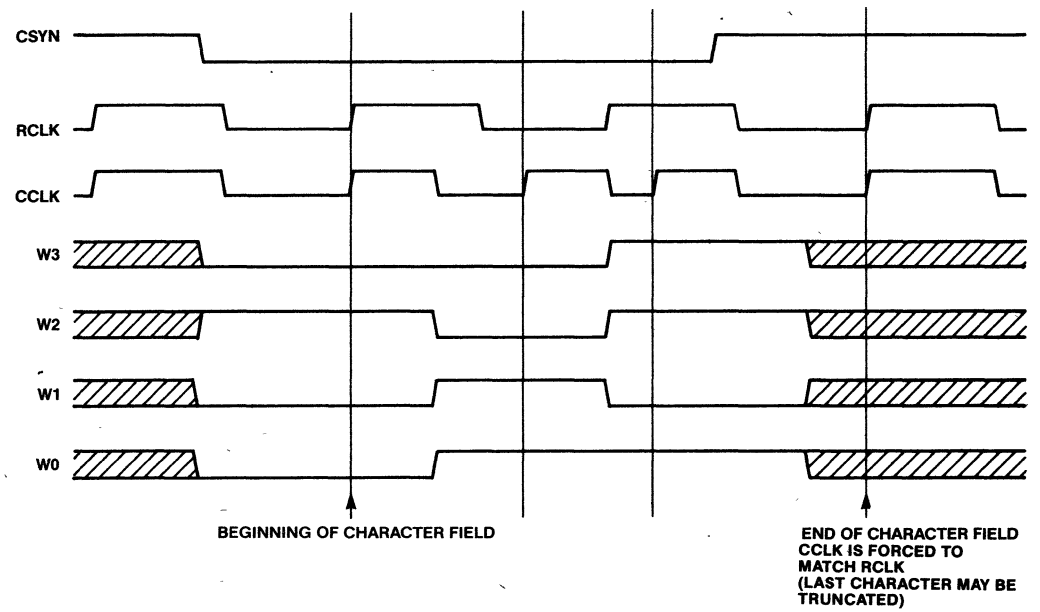 CSYN
RCLK
CCLK
W3
W2
W1
W0
BEGINNING OF CHARACTER FIELD
END OF CHARACTER FIELD
CCLK IS FORCED TO
MATCH RCLK
(LAST CHARACTER MAY BE
TRUNCATED)